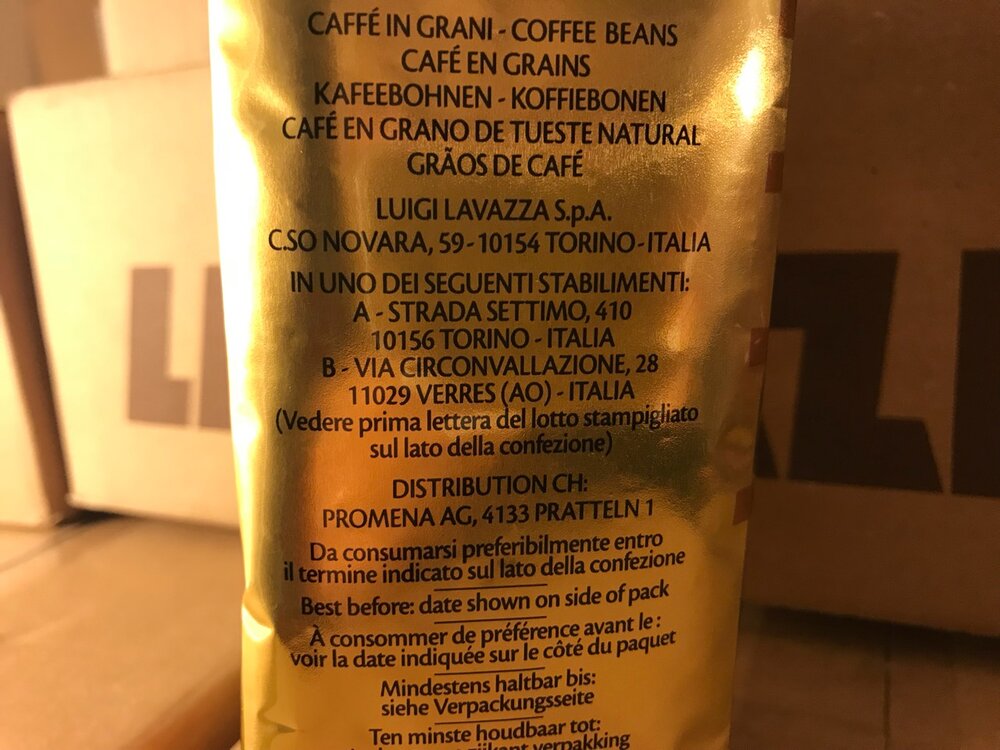 CAFFÉ IN GRANI - COFFEE BEANS
CAFÉ EN GRAINS
KAFEEBOHNEN - KOFFIEBONEN
CAFÉ EN GRANO DE TUESTE NATURAL
GRÃOS DE CAFÉ
LUIGI LAVAZZA S.p.A.
C.SO NOVARA, 59 - 10154 TORINO - ITALIA
IN UNO DEI SEGUENTI STABILIMENTI:
A - STRADA SETTIMO, 410
10156 TORINO - ITALIA
B - VIA CIRCONVALLAZIONE, 28
11029 VERRES (AO) - ITALIA
(Vedere prima lettera del lotto stampigliato
sul lato della confezione)
DISTRIBUTION CH:
PROMENA AG, 4133 PRATTELN 1
Da consumarsi preferibilmente entro
il termine indicato sul lato della confezione
Best before: date shown on side of pack
À consommer de préférence avant le :
voir la date indiquée sur le côté du paquet
Mindestens haltbar bis:
siehe Verpackungsseite
Ten minste houdbaar tot:
verpakking